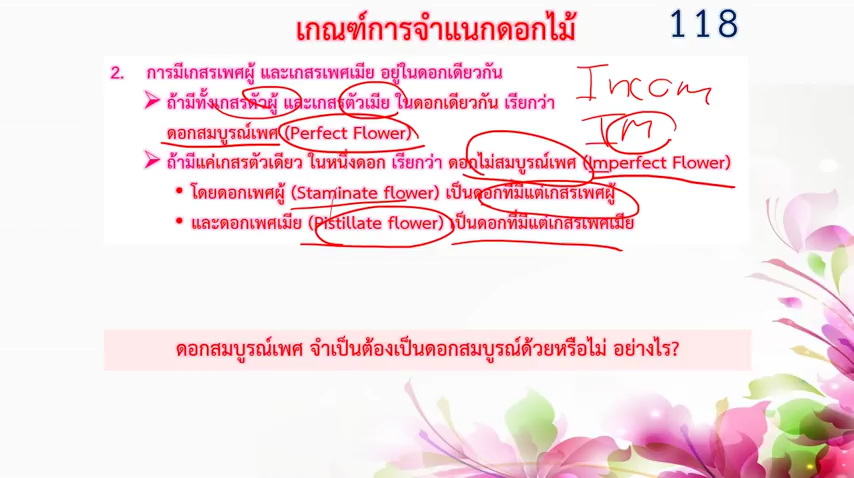 เกณฑ์การจำแนกดอกไม้
118
2. การมีเกสรเพศผู้ และเกสรเพศเมีย อยู่ในดอกเดียวกัน
Incom
ถ้ามีทั้งเกสรตัวผู้ และเกสรตัวเมีย ในดอกเดียวกัน เรียกว่า
IM
ดอกสมบูรณ์เพศ (Perfect Flower)
ถ้ามีแค่เกสรตัวเดียว ในหนึ่งดอก เรียกว่า ดอกไม่สมบูรณ์เพศ (Imperfect Flower)
• โดยดอกเพศผู้ (Staminate flower) เป็นดอกที่มีแต่เกสรเพศผู้
• และดอกเพศเมีย (Pistillate flower) เป็นดอกที่มีแต่เกสรเพศเมีย
ดอกสมบูรณ์เพศ จำเป็นต้องเป็นดอกสมบูรณ์ด้วยหรือไม่ อย่างไร?